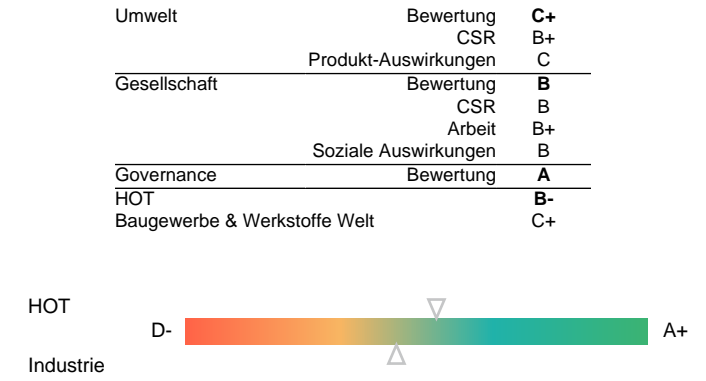 Umwelt Bewertung C+
CSR B+
Produkt-Auswirkungen C
Gesellschaft Bewertung B
CSR B
Arbeit B+
Soziale Auswirkungen B
Governance Bewertung A
HOT B-
Baugewerbe & Werkstoffe Welt C+
HOT
D- A+
Industrie